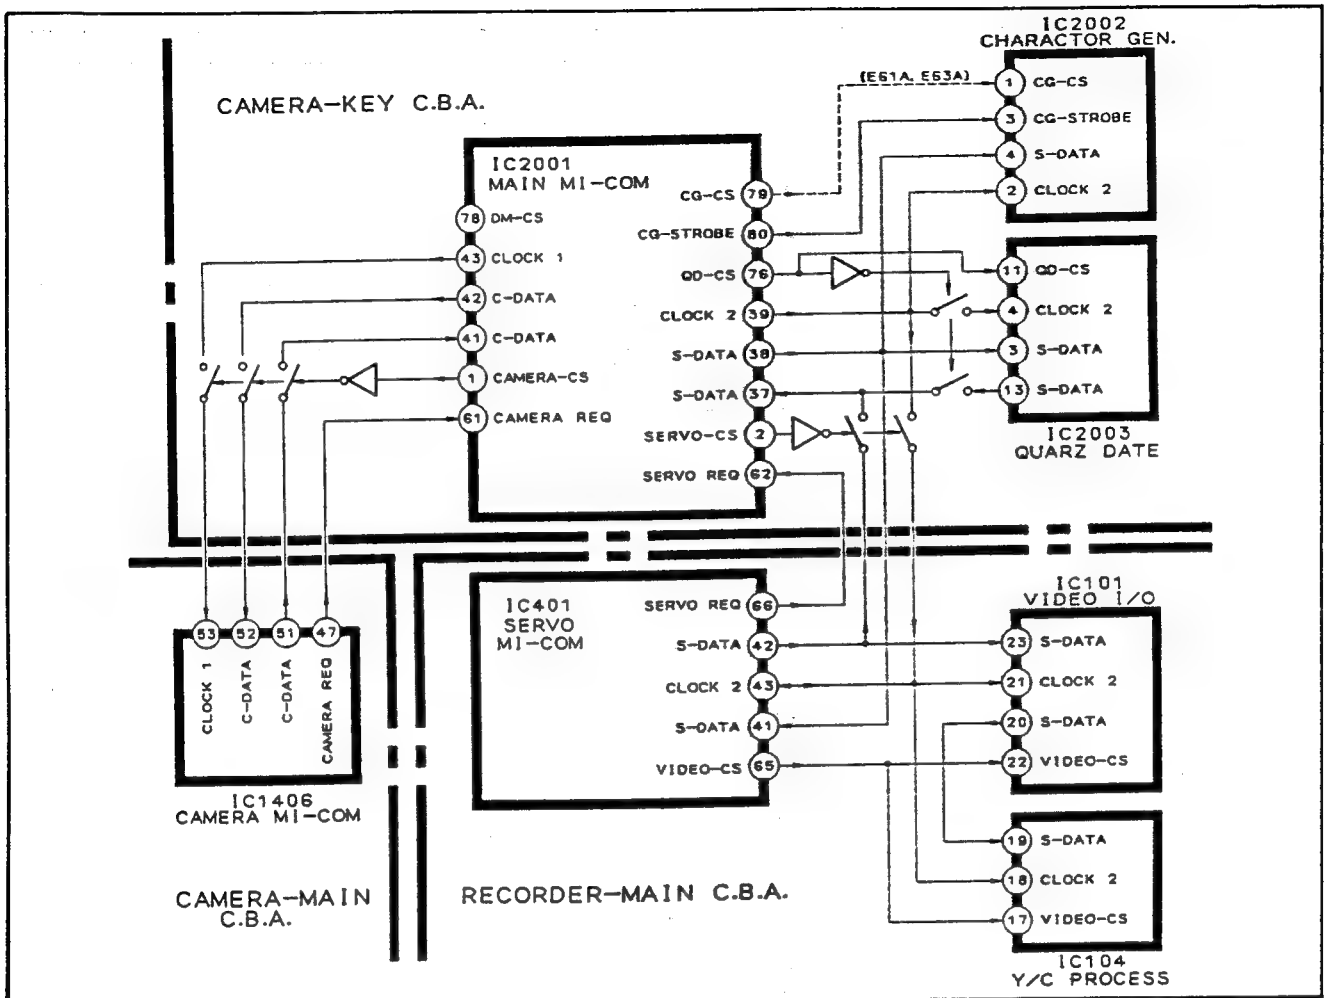 IC2002
CHARACTOR GEN.
(E61A, E63A)
1 CG-CS
3 CG-STROBE
4 S-DATA
2 CLOCK 2
CAMERA-KEY C.B.A.
IC2001
MAIN MI-COM
78 DM-CS
43 CLOCK 1
42 C-DATA
41 C-DATA
1 CAMERA-CS
61 CAMERA REQ
CG-CS 79
CG-STROBE 80
QD-CS 76
CLOCK 2 39
S-DATA 38
S-DATA 37
SERVO-CS 2
SERVO REQ 62
11 QD-CS
4 CLOCK 2
3 S-DATA
13 S-DATA
IC2003
QUARZ DATE
53 52 51 47
CLOCK 1
C-DATA
C-DATA
CAMERA REQ
IC1406
CAMERA MI-COM
CAMERA-MAIN
C.B.A.
IC401
SERVO
MI-COM
SERVO REQ 66
S-DATA 42
CLOCK 2 43
S-DATA 41
VIDEO-CS 65
RECORDER-MAIN C.B.A.
IC101
VIDEO I/O
23 S-DATA
21 CLOCK 2
20 S-DATA
22 VIDEO-CS
19 S-DATA
18 CLOCK 2
17 VIDEO-CS
IC104
Y/C PROCESS